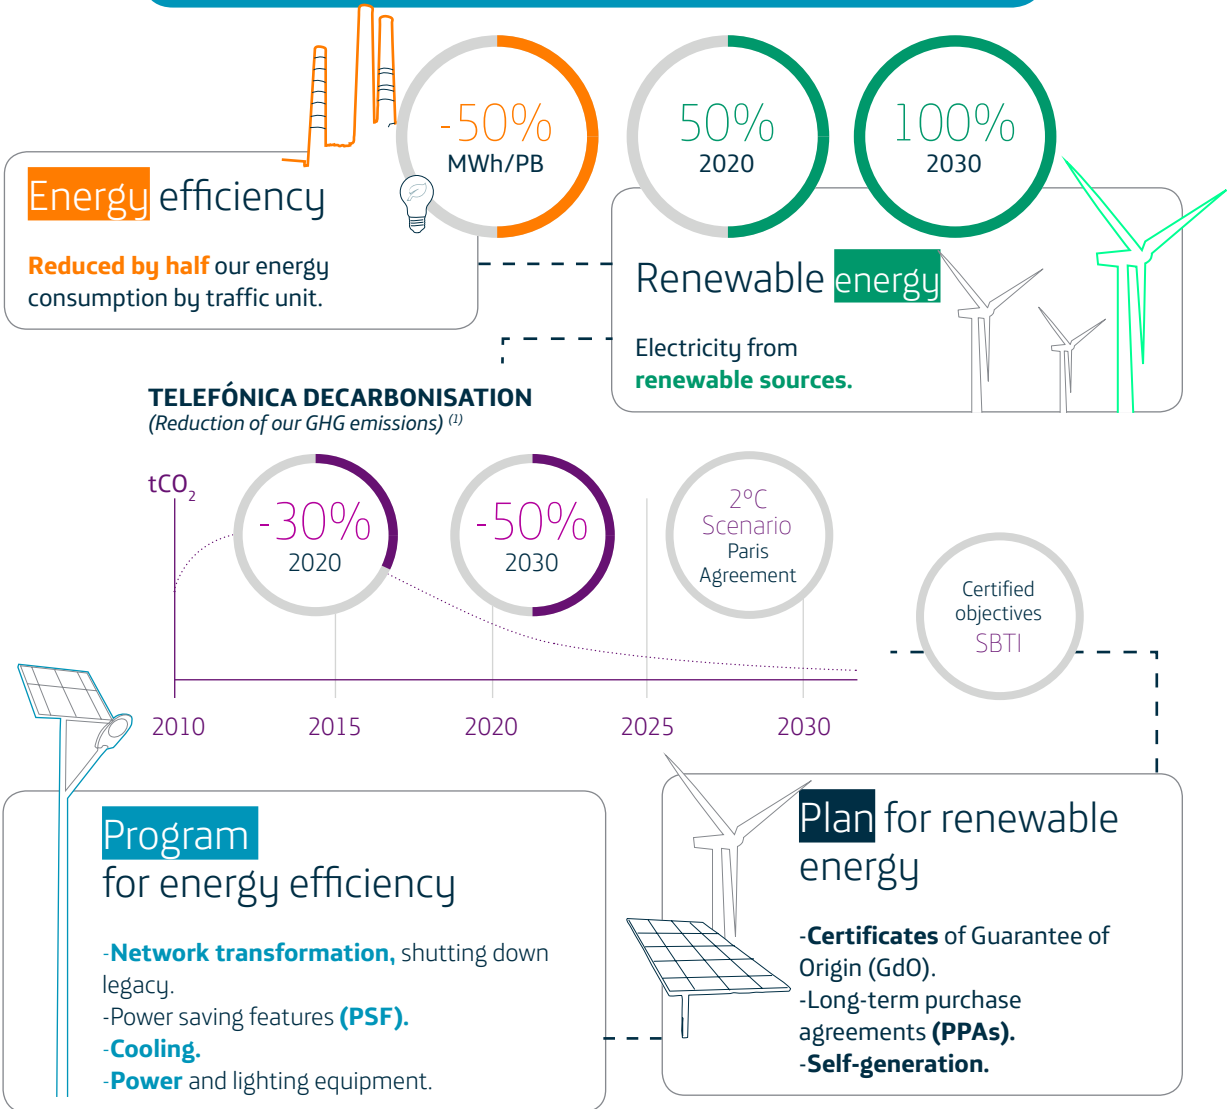 -50%
MWh/PB
50%
2020
100%
2030
Energy efficiency
Reduced by half our energy
consumption by traffic unit.
Renewable energy
Electricity from
renewable sources.
TELEFÓNICA DECARBONISATION
(Reduction of our GHG emissions) (1)
tCO2
-30%
2020
-50%
2030
2ºC
Scenario
Paris
Agreement
Certified
objectives
SBTI
2010
2015
2020
2025
2030
Program
for energy efficiency
-Network transformation, shutting down
legacy.
-Power saving features (PSF).
-Cooling.
-Power and lighting equipment.
Plan for renewable
energy
-Certificates of Guarantee of
Origin (GdO).
-Long-term purchase
agreements (PPAs).
-Self-generation.